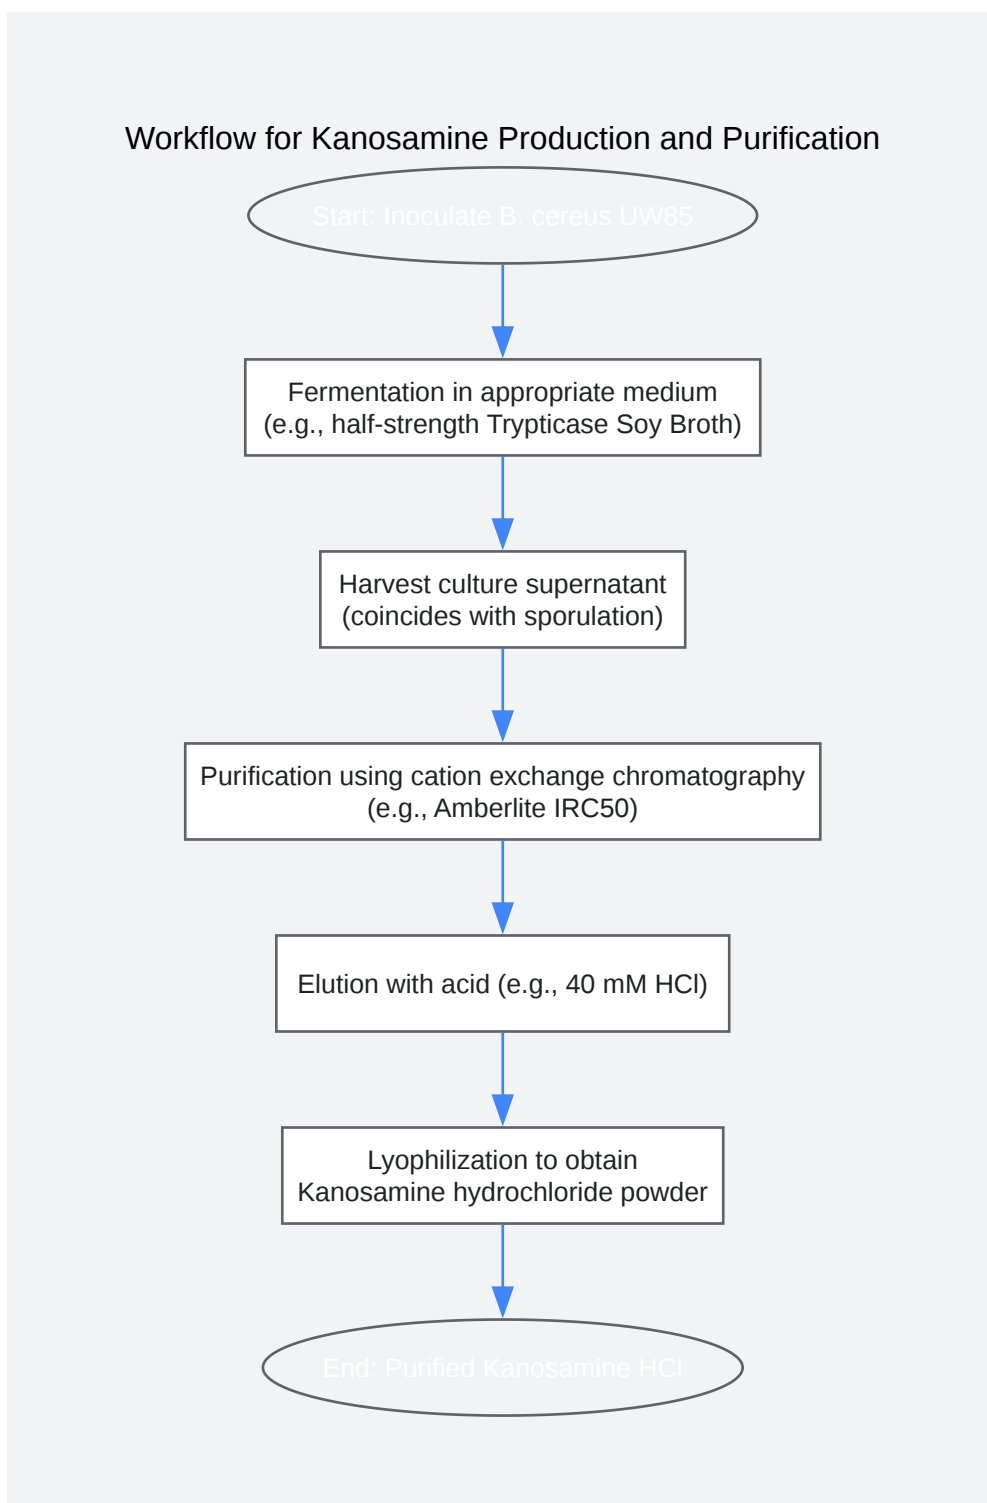 Workflow for Kanosamine Production and Purification
Start: Inoculate B. cereus UW85
Fermentation in appropriate medium
(e.g., half-strength Trypticase Soy Broth)
Harvest culture supernatant
(coincides with sporulation)
Purification using cation exchange chromatography
(e.g., Amberlite IRC50)
Elution with acid (e.g., 40 mM HCl)
Lyophilization to obtain
Kanosamine hydrochloride powder
End: Purified Kanosamine HCl